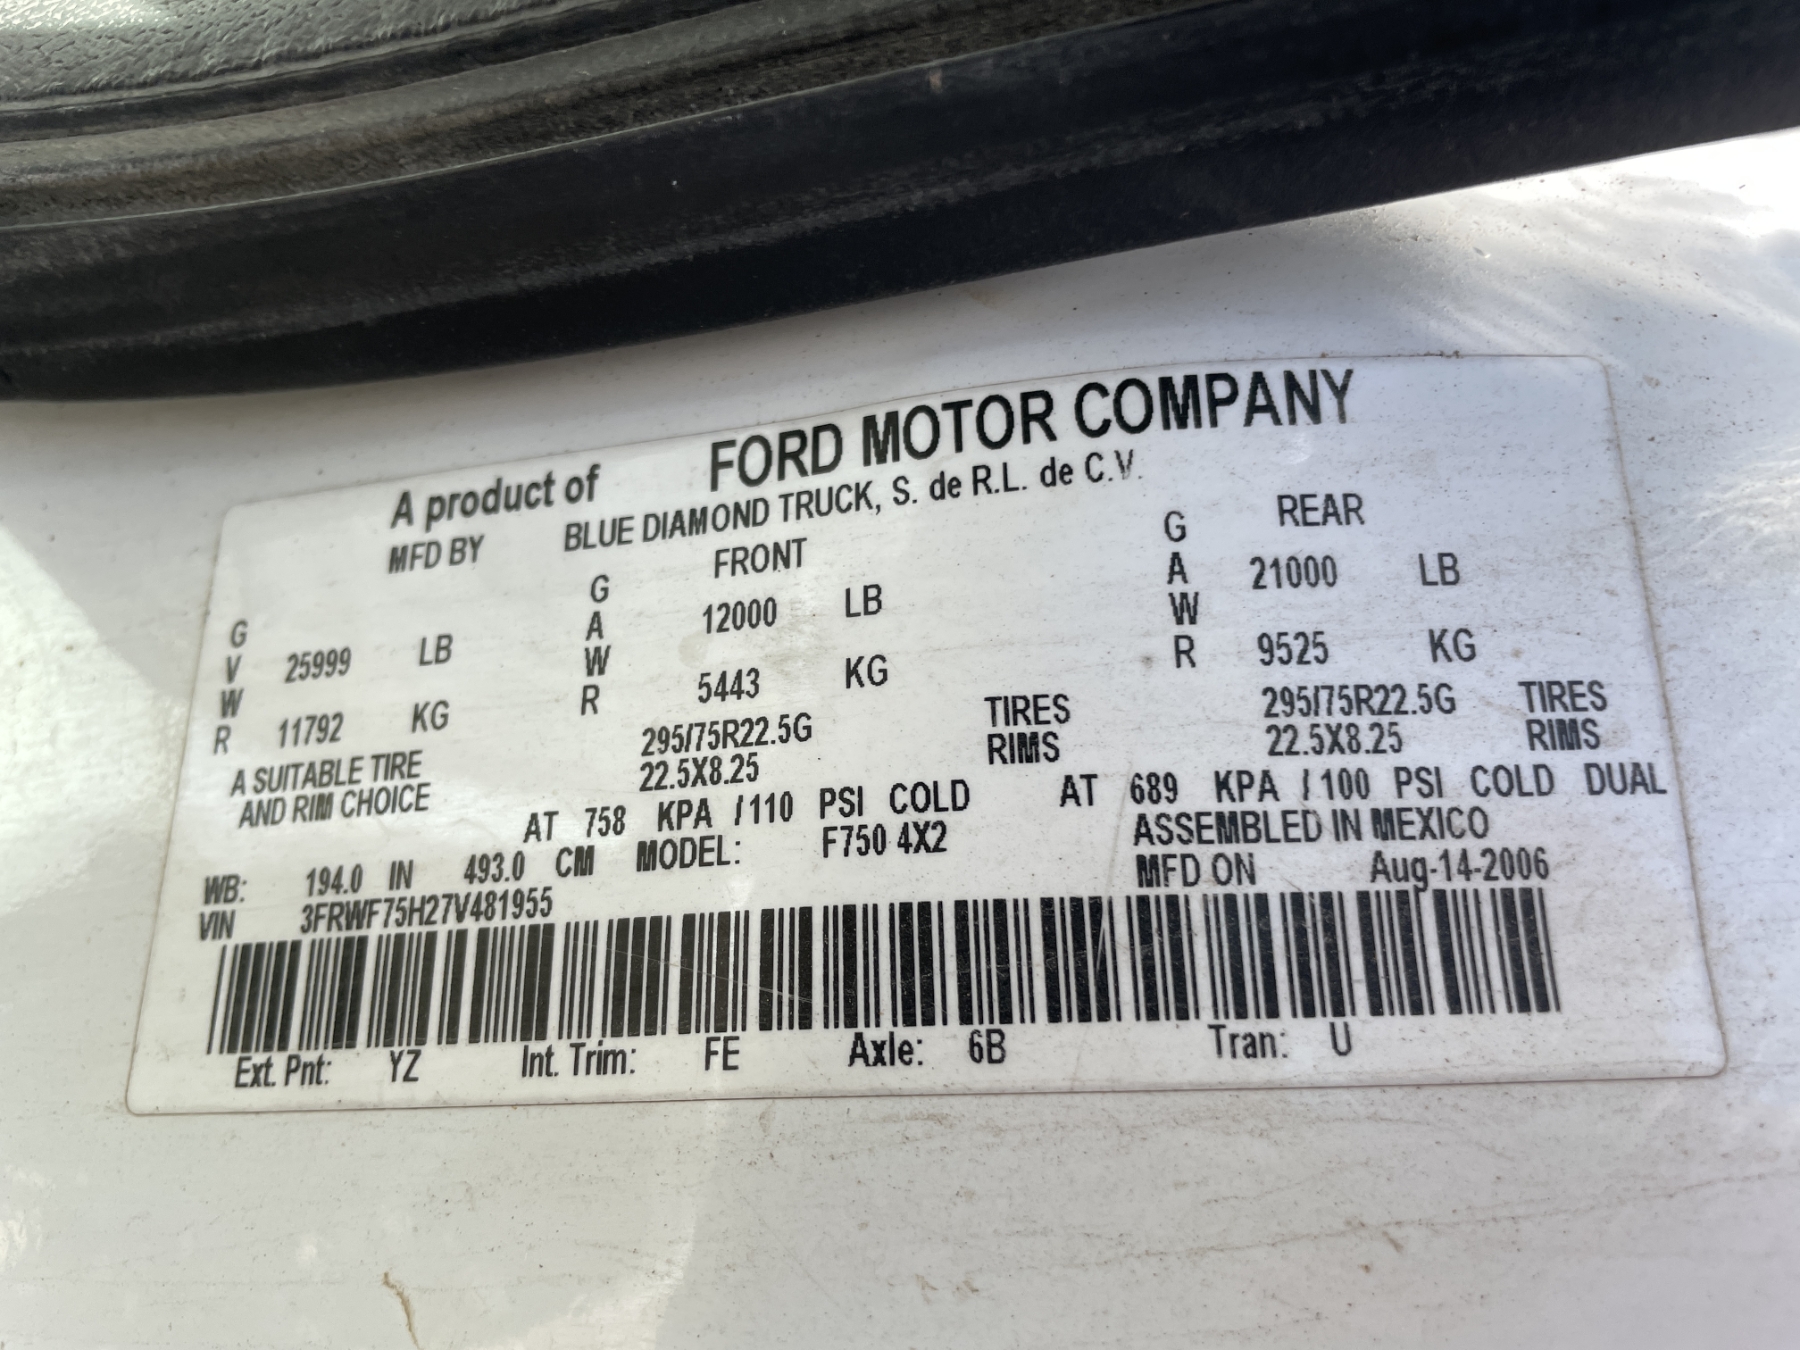 A product of FORD MOTOR COMPANY
MFD BY BLUE DIAMOND TRUCK, S. de R.L. de C.V.
GVWR 25999 LB 11792 KG
GAWR FRONT 12000 LB 5443 KG
GAWR REAR 21000 LB 9525 KG
A SUITABLE TIRE AND RIM CHOICE
295/75R22.5G TIRES 295/75R22.5G TIRES
22.5X8.25 RIMS 22.5X8.25 RIMS
AT 758 KPA / 110 PSI COLD AT 689 KPA / 100 PSI COLD DUAL
WB: 194.0 IN 493.0 CM MODEL: F750 4X2 ASSEMBLED IN MEXICO
VIN 3FRWF75H27V481955 MFD ON Aug-14-2006
Ext. Pnt: YZ Int. Trim: FE Axle: 6B Tran: U